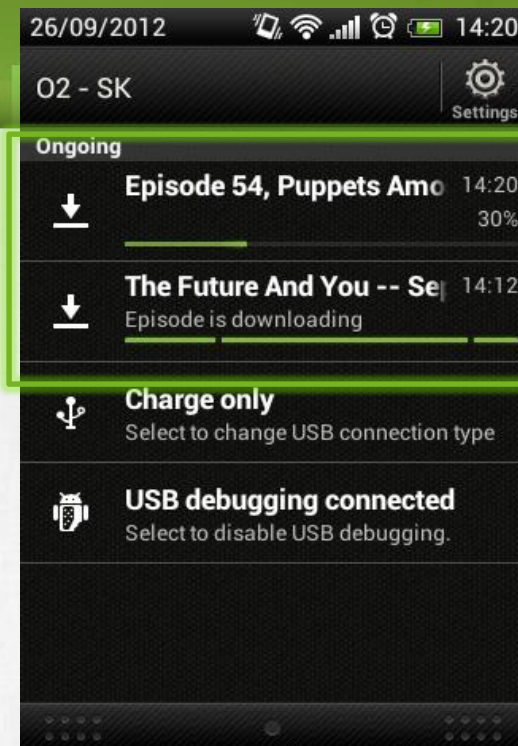 26/09/2012 14:20
O2 - SK
Settings
Ongoing
Episode 54, Puppets Amo 14:20
30%
The Future And You -- Se 14:12
Episode is downloading
Charge only
Select to change USB connection type
USB debugging connected
Select to disable USB debugging.